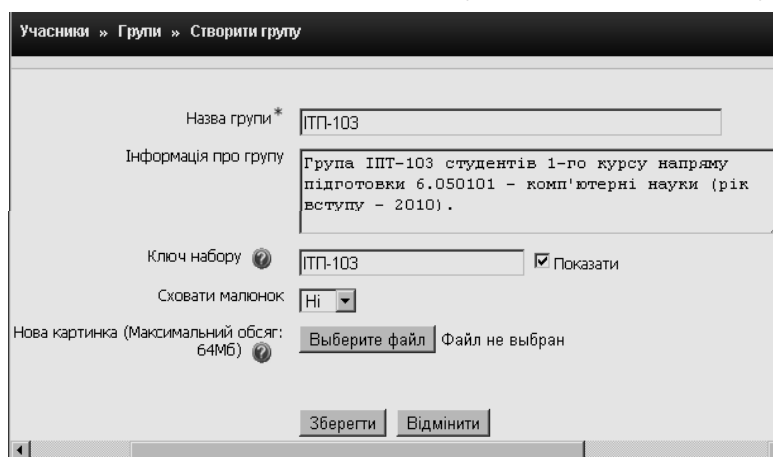 Учасники » Групи » Створити групу
Назва групи*
ІТП-103
Інформація про групу
Група ІПТ-103 студентів 1-го курсу напряму
підготовки 6.050101 - комп'ютерні науки (рік
вступу - 2010).
Ключ набору
ІТП-103
Показати
Сховати малюнок
Ні
Нова картинка (Максимальний обсяг:
64Мб)
Выберите файл Файл не выбран
Зберегти Відмінити